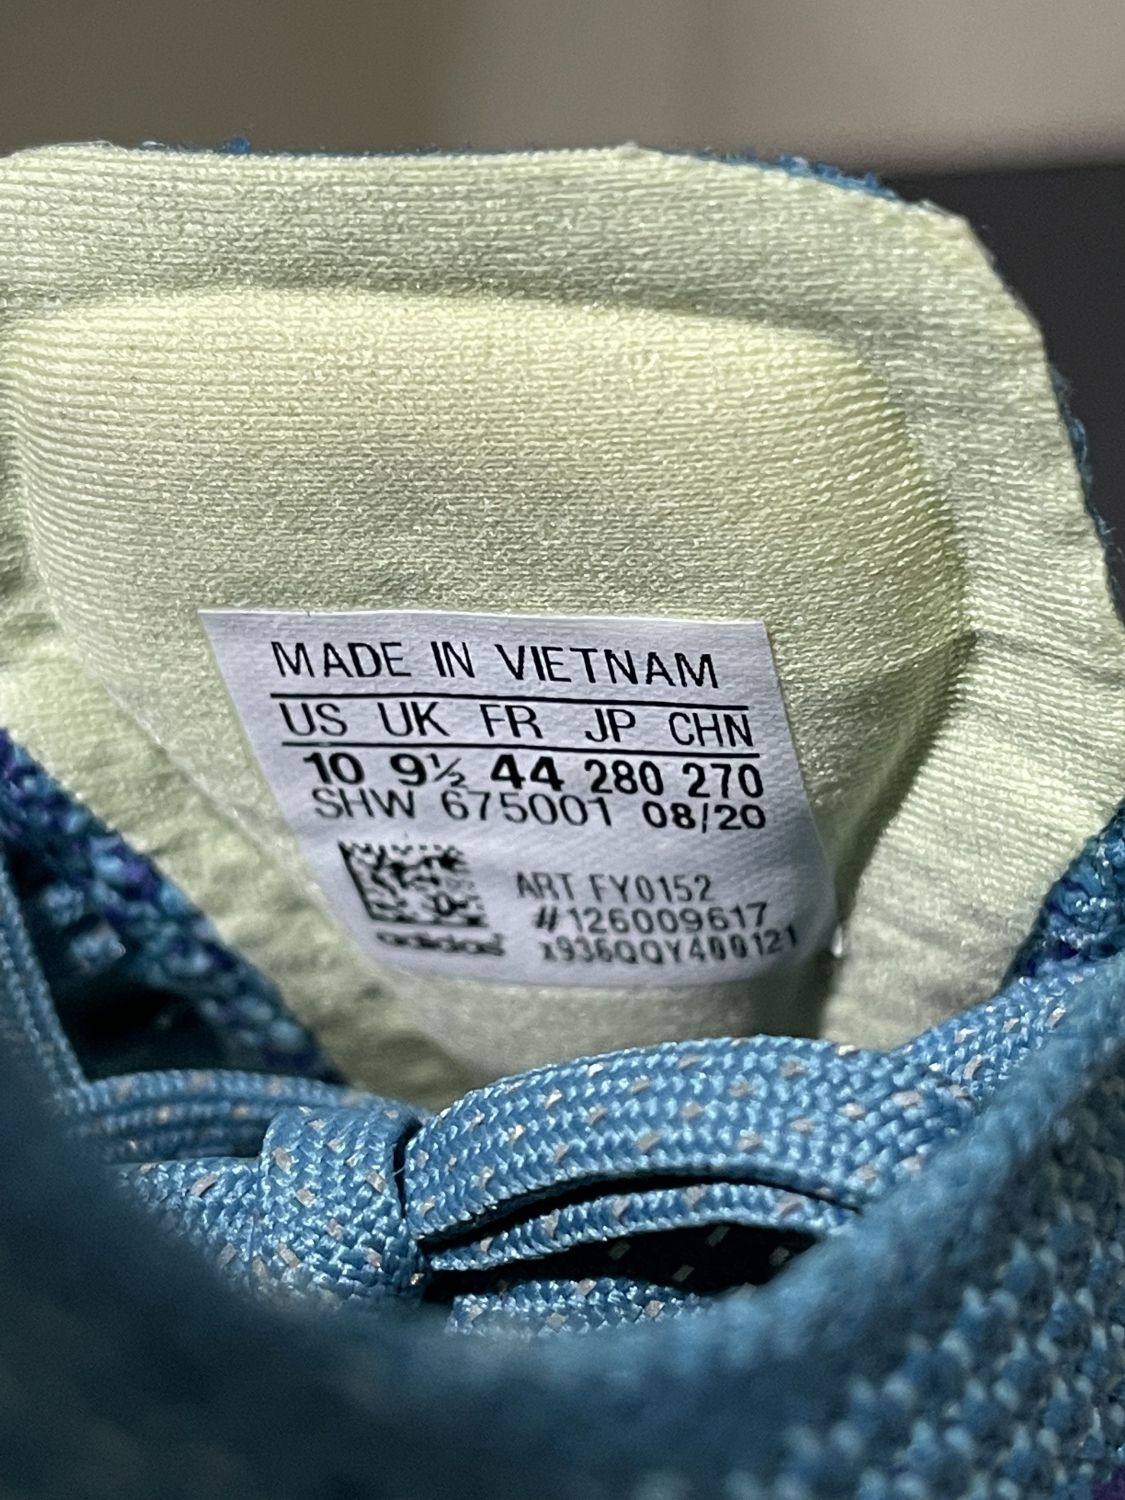 MADE IN VIETNAM
US UK FR JP CHN
10 9½ 44 280 270
SHW 675001 08/20
ART FY0152
#126009617
x936QQY400121
adidas